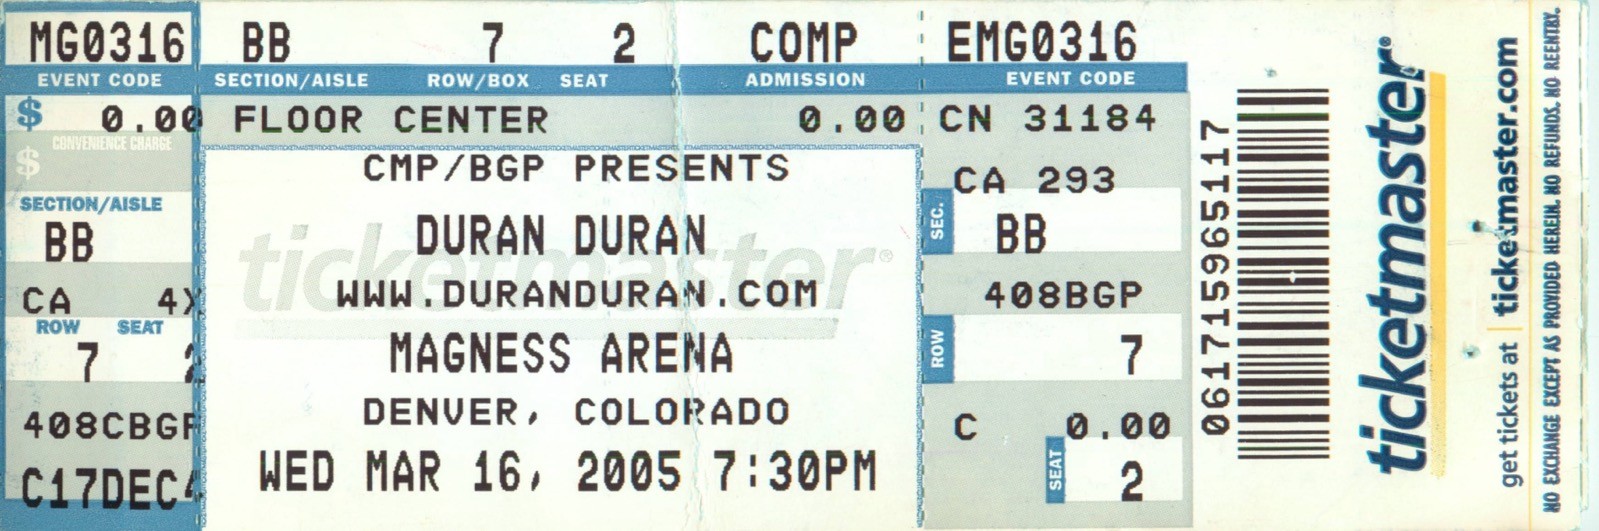 MG0316
EVENT CODE
$ 0.00
CONVENIENCE CHARGE
$
SECTION/AISLE
BB
CA 4X
ROW SEAT
7 2
408CBGP
C17DEC4
BB 7 2 COMP
SECTION/AISLE ROW/BOX SEAT ADMISSION
FLOOR CENTER 0.00
CMP/BGP PRESENTS
DURAN DURAN
ticketmaster®
WWW.DURANDURAN.COM
MAGNESS ARENA
DENVER, COLORADO
WED MAR 16, 2005 7:30PM
EMG0316
EVENT CODE
CN 31184
CA 293
SEC. BB
408BGP
ROW 7
C 0.00
SEAT 2
061715965117
ticketmaster®
get tickets at | ticketmaster.com
NO EXCHANGE EXCEPT AS PROVIDED HEREIN. NO REFUNDS. NO REENTRY.